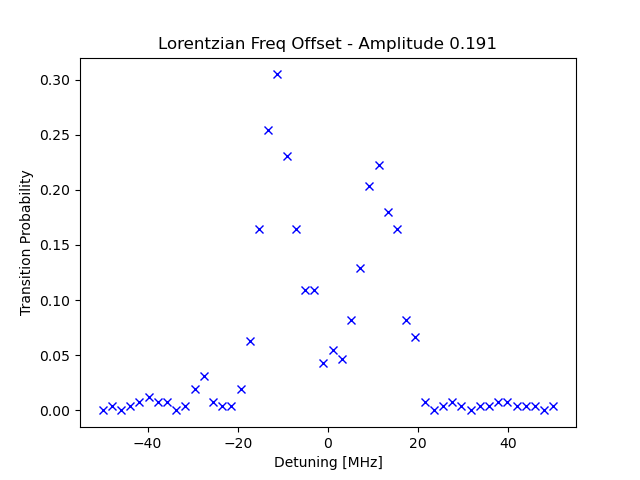 Lorentzian Freq Offset - Amplitude 0.191
0.30
0.25
0.20
0.15
0.10
0.05
0.00
Transition Probability
−40 −20 0 20 40
Detuning [MHz]